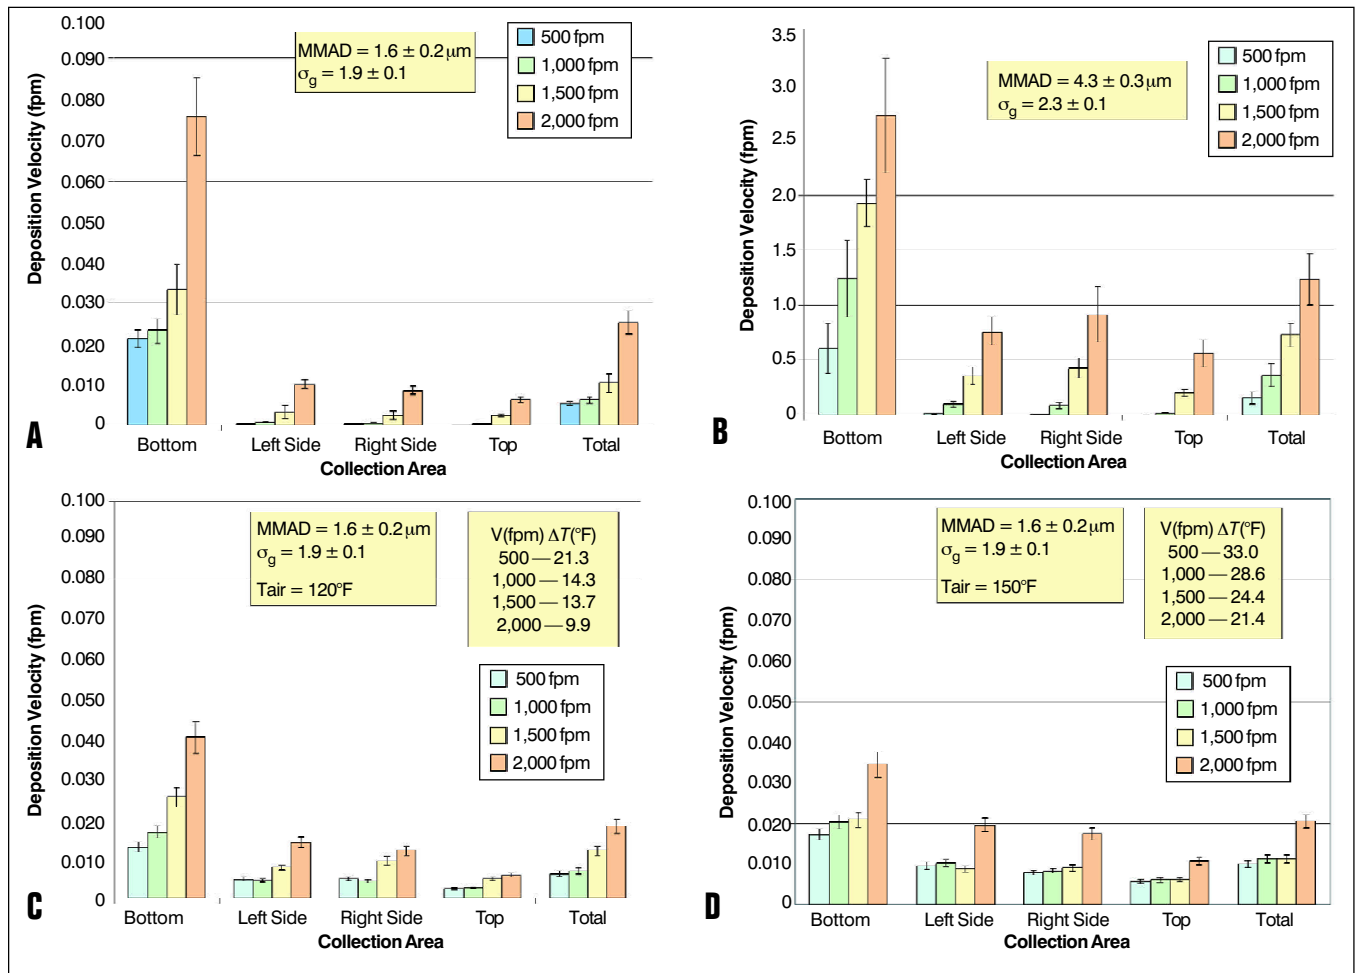 0.100
0.090
0.080
0.070
0.060
0.050
0.040
0.030
0.020
0.010
0
Deposition Velocity (fpm)
MMAD = 1.6 ± 0.2 μm
σg = 1.9 ± 0.1
500 fpm
1,000 fpm
1,500 fpm
2,000 fpm
A
Bottom
Left Side
Right Side
Top
Total
Collection Area
3.5
3.0
2.5
2.0
1.5
1.0
0.5
0
Deposition Velocity (fpm)
MMAD = 4.3 ± 0.3 μm
σg = 2.3 ± 0.1
500 fpm
1,000 fpm
1,500 fpm
2,000 fpm
B
Bottom
Left Side
Right Side
Top
Total
Collection Area
0.100
0.090
0.080
0.070
0.060
0.050
0.040
0.030
0.020
0.010
0
Deposition Velocity (fpm)
MMAD = 1.6 ± 0.2 μm
σg = 1.9 ± 0.1
Tair = 120°F
V(fpm) ΔT(°F)
500 — 21.3
1,000 — 14.3
1,500 — 13.7
2,000 — 9.9
500 fpm
1,000 fpm
1,500 fpm
2,000 fpm
C
Bottom
Left Side
Right Side
Top
Total
Collection Area
0.100
0.090
0.080
0.070
0.060
0.050
0.040
0.030
0.020
0.010
0
Deposition Velocity (fpm)
MMAD = 1.6 ± 0.2 μm
σg = 1.9 ± 0.1
Tair = 150°F
V(fpm) ΔT(°F)
500 — 33.0
1,000 — 28.6
1,500 — 24.4
2,000 — 21.4
500 fpm
1,000 fpm
1,500 fpm
2,000 fpm
D
Bottom
Left Side
Right Side
Top
Total
Collection Area